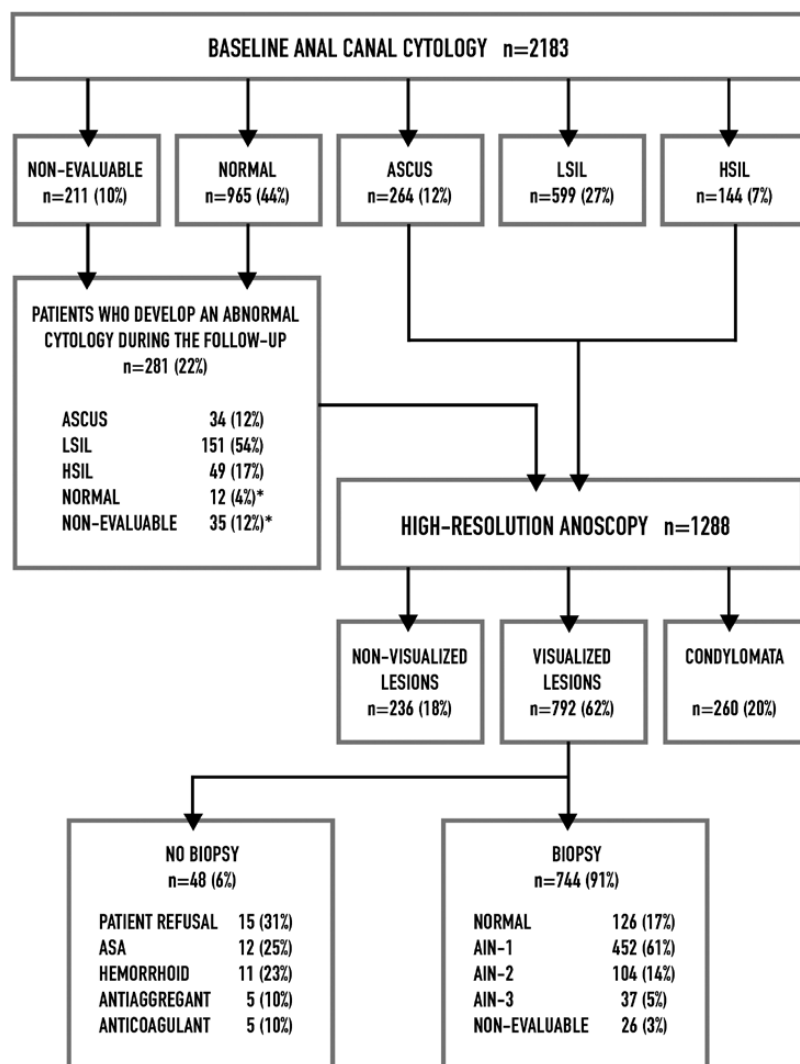 BASELINE ANAL CANAL CYTOLOGY n=2183
NON-EVALUABLE
n=211 (10%)
NORMAL
n=965 (44%)
ASCUS
n=264 (12%)
LSIL
n=599 (27%)
HSIL
n=144 (7%)
PATIENTS WHO DEVELOP AN ABNORMAL
CYTOLOGY DURING THE FOLLOW-UP
n=281 (22%)
ASCUS 34 (12%)
LSIL 151 (54%)
HSIL 49 (17%)
NORMAL 12 (4%)*
NON-EVALUABLE 35 (12%)*
HIGH-RESOLUTION ANOSCOPY n=1288
NON-VISUALIZED
LESIONS
n=236 (18%)
VISUALIZED
LESIONS
n=792 (62%)
CONDYLOMATA
n=260 (20%)
NO BIOPSY
n=48 (6%)
PATIENT REFUSAL 15 (31%)
ASA 12 (25%)
HEMORRHOID 11 (23%)
ANTIAGGREGANT 5 (10%)
ANTICOAGULANT 5 (10%)
BIOPSY
n=744 (91%)
NORMAL 126 (17%)
AIN-1 452 (61%)
AIN-2 104 (14%)
AIN-3 37 (5%)
NON-EVALUABLE 26 (3%)